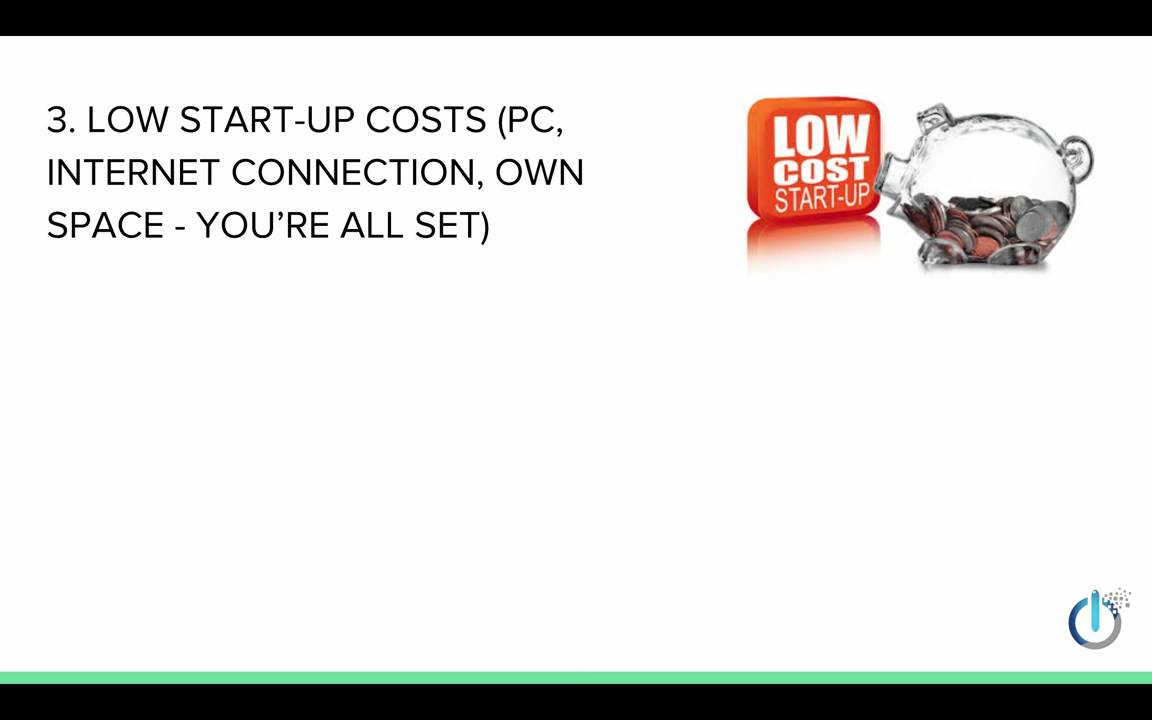 3. LOW START-UP COSTS (PC,
INTERNET CONNECTION, OWN
SPACE - YOU’RE ALL SET)
LOW
COST
START-UP